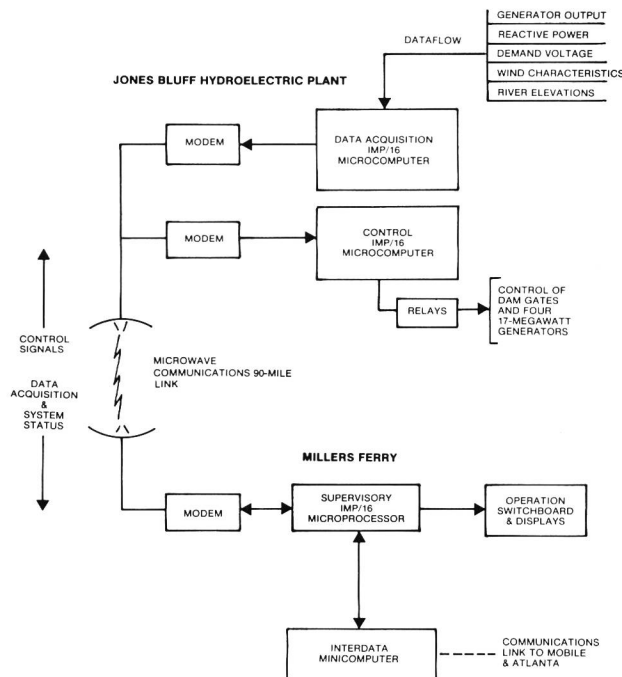 GENERATOR OUTPUT
REACTIVE POWER
DATAFLOW
DEMAND VOLTAGE
WIND CHARACTERISTICS
RIVER ELEVATIONS
JONES BLUFF HYDROELECTRIC PLANT
MODEM
DATA ACQUISITION
IMP/16
MICROCOMPUTER
MODEM
CONTROL
IMP/16
MICROCOMPUTER
RELAYS
CONTROL OF
DAM GATES
AND FOUR
17-MEGAWATT
GENERATORS
CONTROL
SIGNALS
DATA
ACQUISITION
&
SYSTEM
STATUS
MICROWAVE
COMMUNICATIONS 90-MILE
LINK
MILLERS FERRY
MODEM
SUPERVISORY
IMP/16
MICROPROCESSOR
OPERATION
SWITCHBOARD
& DISPLAYS
INTERDATA
MINICOMPUTER
COMMUNICATIONS
LINK TO MOBILE
& ATLANTA